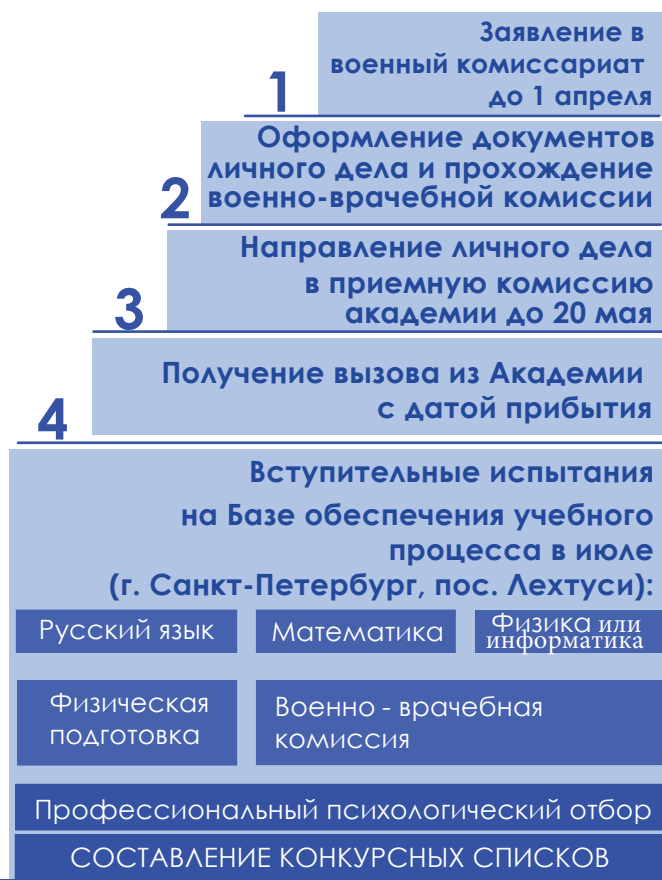 Заявление в
военный комиссариат
до 1 апреля
1
Оформление документов
личного дела и прохождение
военно-врачебной комиссии
2
Направление личного дела
в приемную комиссию
академии до 20 мая
3
Получение вызова из Академии
с датой прибытия
4
Вступительные испытания
на Базе обеспечения учебного
процесса в июле
(г. Санкт-Петербург, пос. Лехтуси):
Русский язык
Математика
Физика или
информатика
Физическая
подготовка
Военно - врачебная
комиссия
Профессиональный психологический отбор
СОСТАВЛЕНИЕ КОНКУРСНЫХ СПИСКОВ